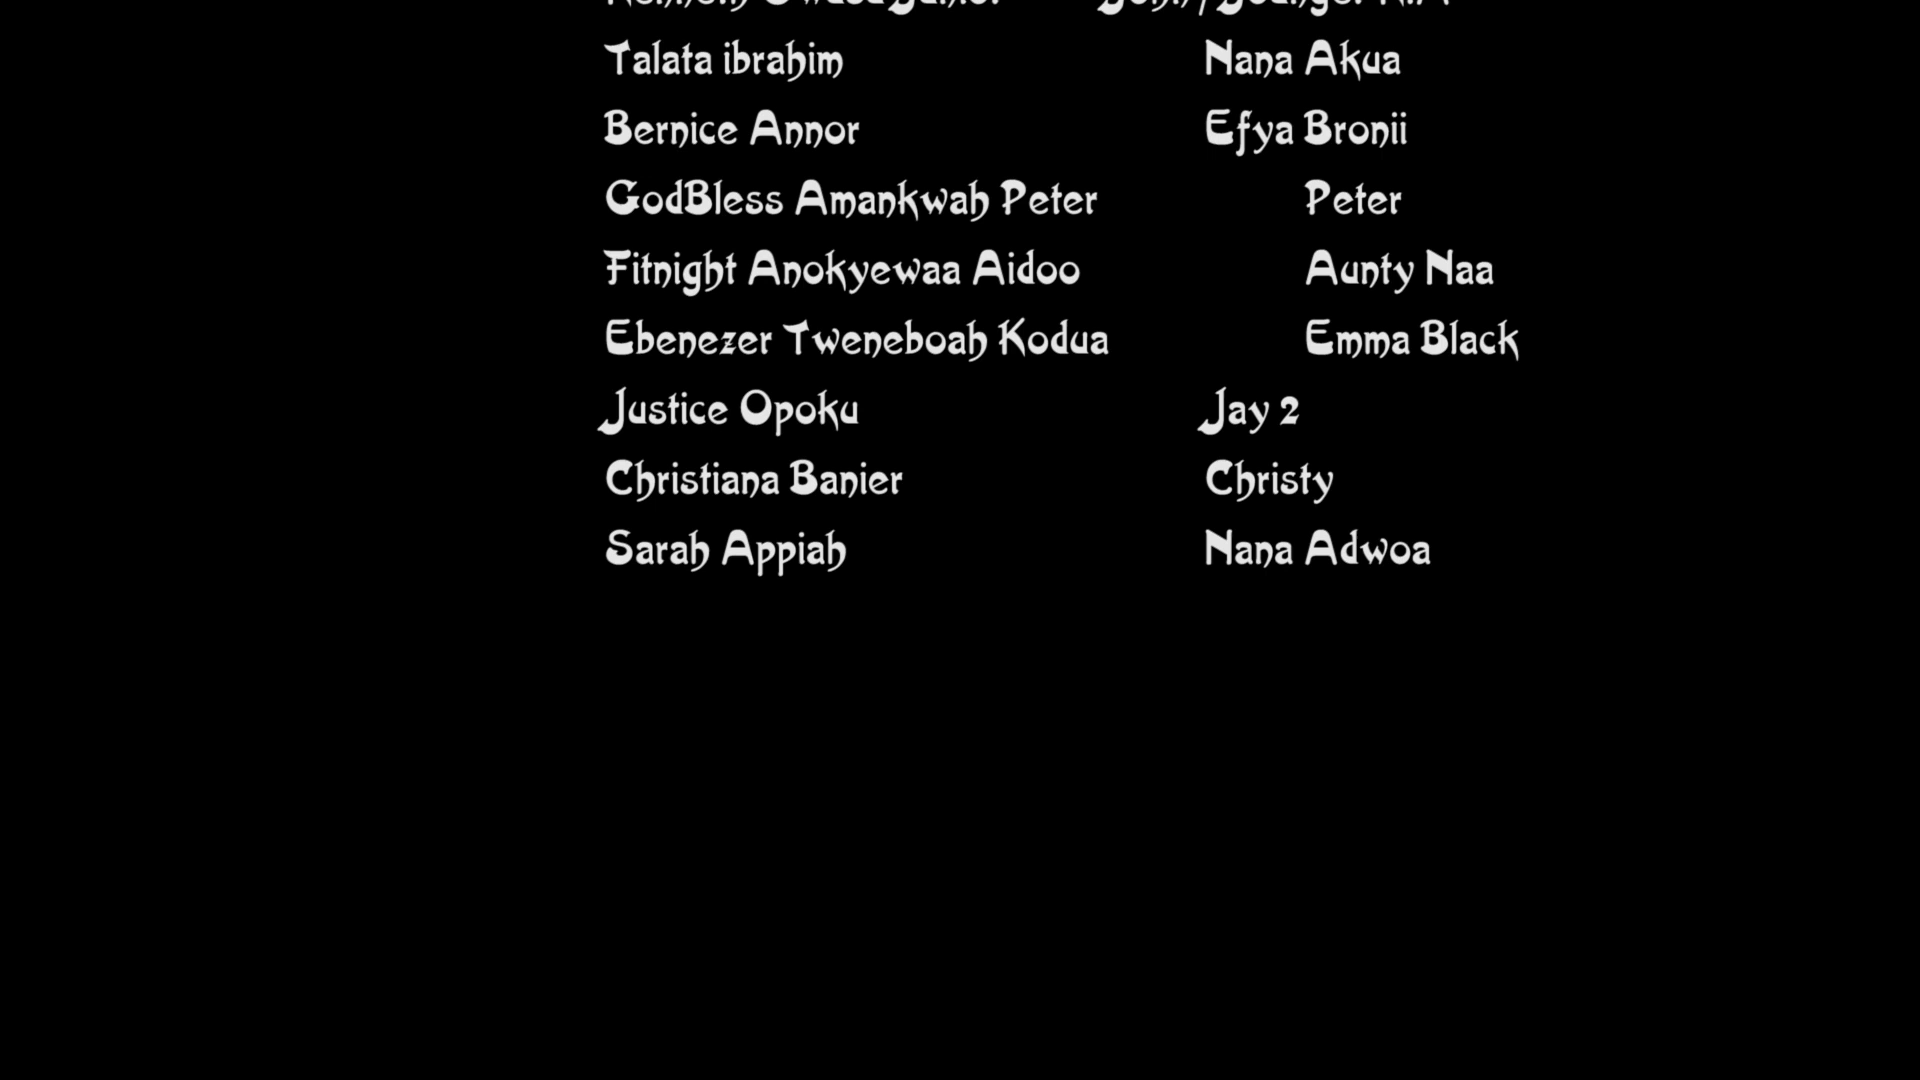 Talata ibrahim Nana Akua
Bernice Annor Efya Bronii
GodBless Amankwah Peter Peter
Fitnight Anokyewaa Aidoo Aunty Naa
Ebenezer Tweneboah Kodua Emma Black
Justice Opoku Jay 2
Christiana Banier Christy
Sarah Appiah Nana Adwoa